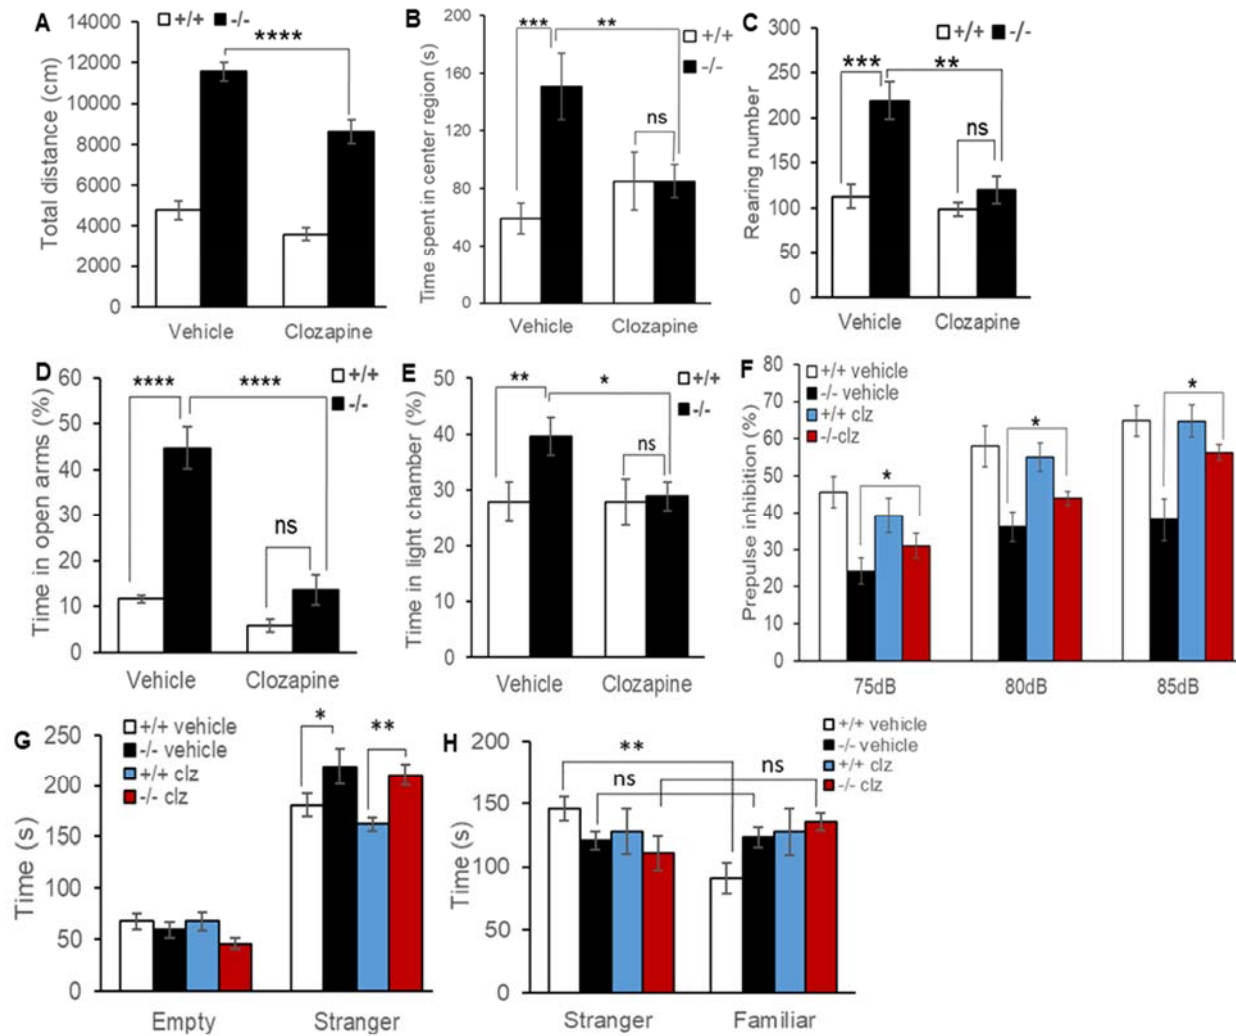 A
+/+ -/-
****
Total distance (cm)
14000
12000
10000
8000
6000
4000
2000
0
Vehicle
Clozapine
B
*** **
+/+
-/-
ns
Time spent in center region (s)
200
160
120
80
40
0
Vehicle
Clozapine
C
+/+ -/-
*** **
ns
Rearing number
300
250
200
150
100
50
0
Vehicle
Clozapine
D
**** ****
+/+
-/-
ns
Time in open arms (%)
60
50
40
30
20
10
0
Vehicle
Clozapine
E
** *
+/+
-/-
ns
Time in light chamber (%)
50
40
30
20
10
0
Vehicle
Clozapine
F
+/+ vehicle
-/- vehicle
+/+ clz
-/-clz
* * *
Prepulse inhibition (%)
80
70
60
50
40
30
20
10
0
75dB
80dB
85dB
G
+/+ vehicle
-/- vehicle
+/+ clz
-/- clz
* **
Time (s)
250
200
150
100
50
0
Empty
Stranger
H
+/+ vehicle
-/- vehicle
+/+ clz
-/- clz
**
ns ns
Time (s)
200
150
100
50
0
Stranger
Familiar